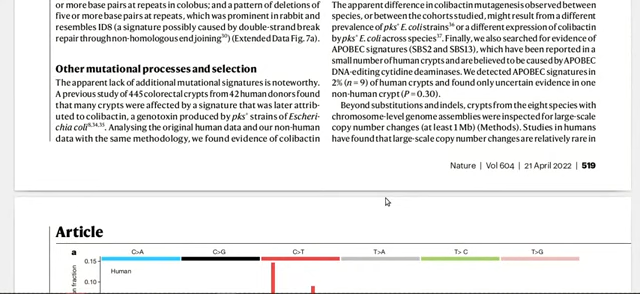 or more base pairs at repeats in colobus; and a pattern of deletions
of five or more base pairs at repeats, which was prominent in rabbit and
resembles ID8 (a signature possibly caused by double-strand break
repair through non-homologous end joining30) (Extended Data Fig. 7a).
Other mutational processes and selection
The apparent lack of additional mutational signatures is noteworthy.
A previous study of 445 colorectal crypts from 42 human donors found
that many crypts were affected by a signature that was later attrib-
uted to colibactin, a genotoxin produced by pks+ strains of Escheri-
chia coli8,34,35. Analysing the original human data and our non-human
data with the same methodology, we found evidence of colibactin
The apparent difference in colibactin mutagenesis observed between
species, or between the cohorts studied, might result from a different
prevalence of pks+ E. coli strains36 or a different expression of colibactin
by pks+ E. coli across species37. Finally, we also searched for evidence of
APOBEC signatures (SBS2 and SBS13), which have been reported in a
small number of human crypts and are believed to be caused by APOBEC
DNA-editing cytidine deaminases. We detected APOBEC signatures in
2% (n = 9) of human crypts and found only uncertain evidence in one
non-human crypt (P = 0.30).
Beyond substitutions and indels, crypts from the eight species with
chromosome-level genome assemblies were inspected for large-scale
copy number changes (at least 1 Mb) (Methods). Studies in humans
have found that large-scale copy number changes are relatively rare in
Nature | Vol 604 | 21 April 2022 | 519
Article
a
C>A C>G C>T T>A T>C T>G
0.15
Human
0.10
fraction